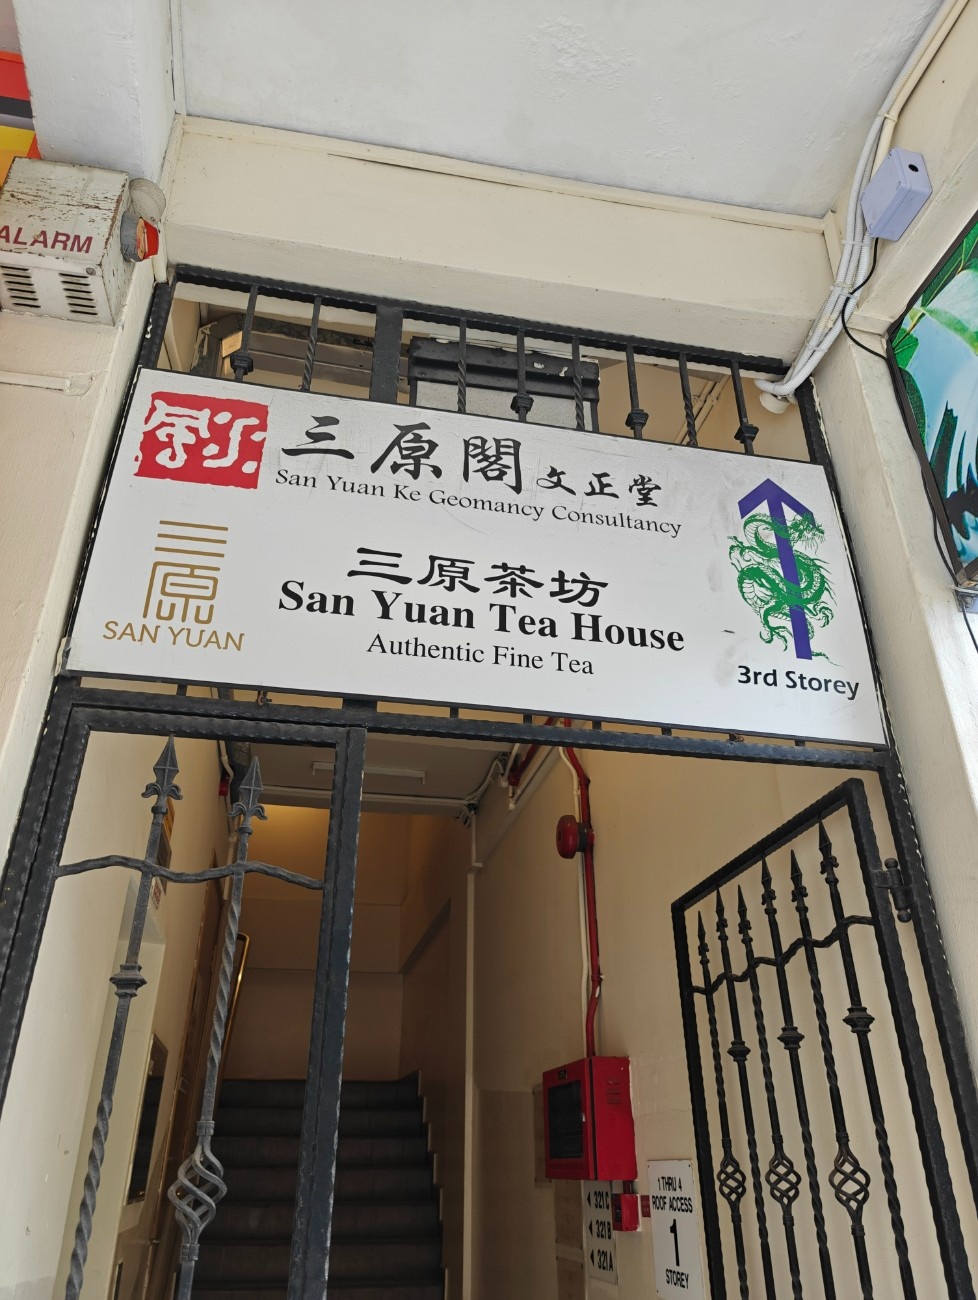 ALARM
劉
三原閣 文正堂
San Yuan Ke Geomancy Consultancy
三原
SAN YUAN
三原茶坊
San Yuan Tea House
Authentic Fine Tea
3rd Storey
321C
321B
321A
1 THRU 4
ROOF ACCESS
1
STOREY